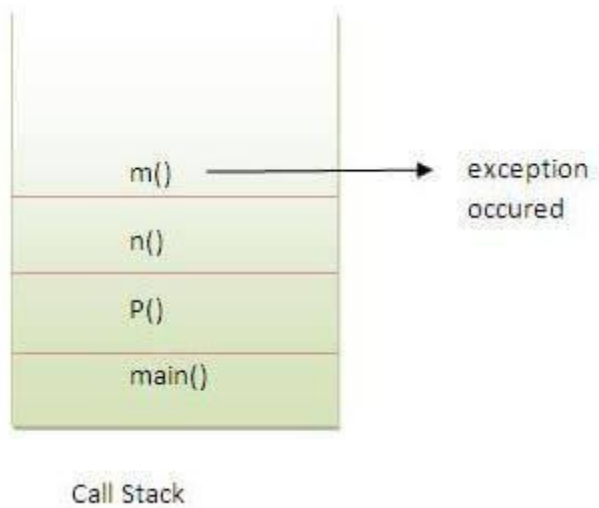 m()
exception
occured
n()
P()
main()
Call Stack